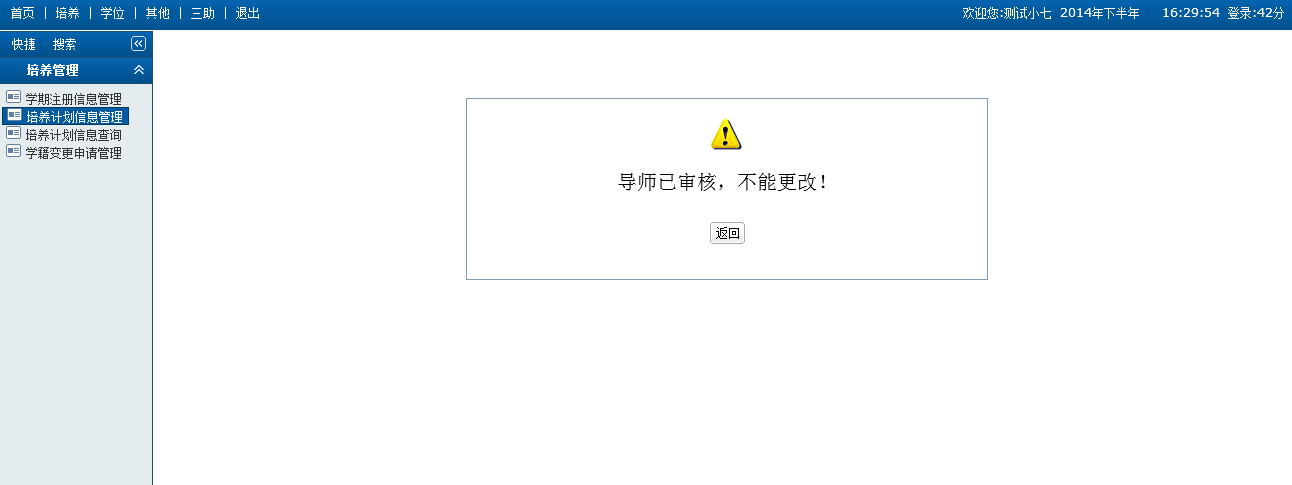 首页 | 培养 | 学位 | 其他 | 三助 | 退出
欢迎您:测试小七 2014年下半年 16:29:54 登录:42分
快捷 搜索
培养管理
学期注册信息管理
培养计划信息管理
培养计划信息查询
学籍变更申请管理
导师已审核，不能更改！
返回